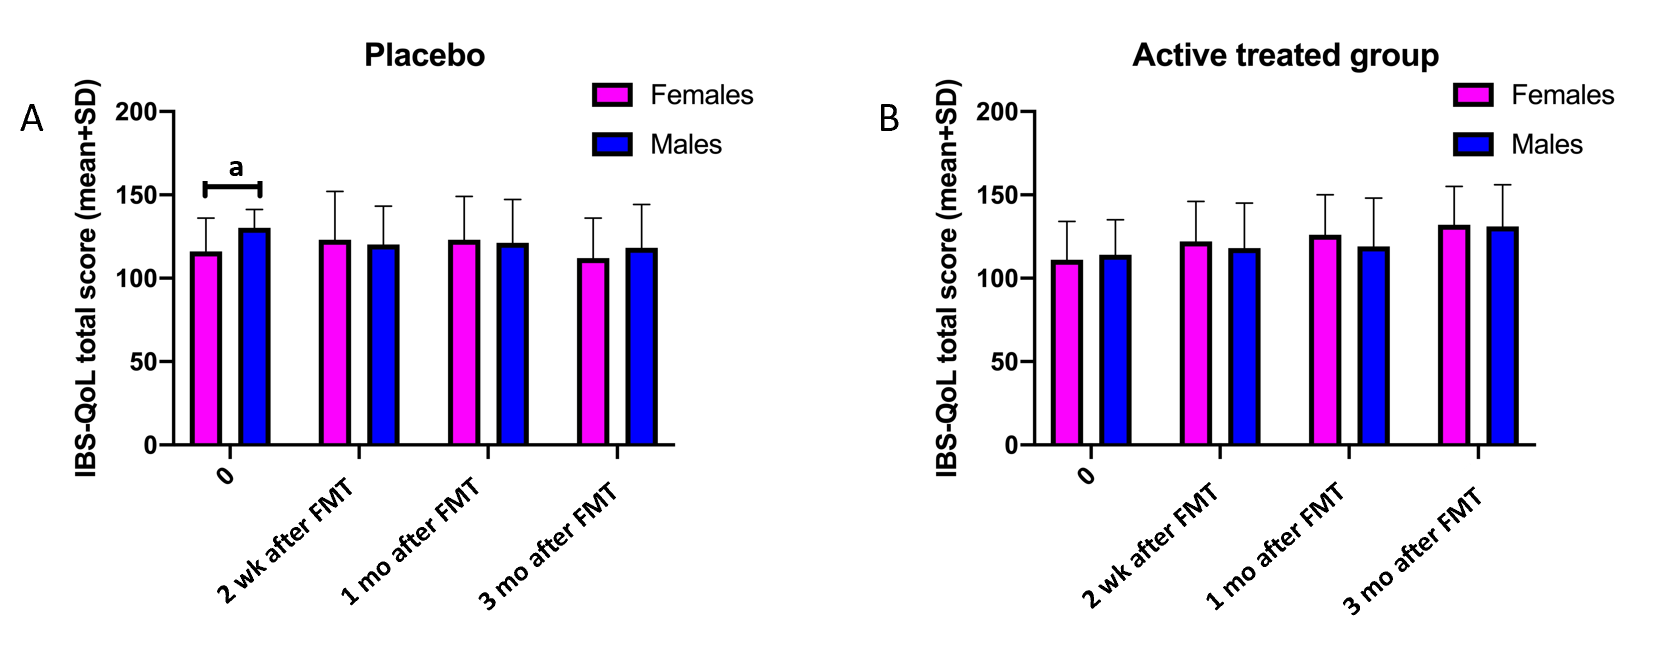 A
Placebo
Females
Males
IBS-QoL total score (mean+SD)
200
150
100
50
0
a
0
2 wk after FMT
1 mo after FMT
3 mo after FMT
B
Active treated group
Females
Males
IBS-QoL total score (mean+SD)
200
150
100
50
0
0
2 wk after FMT
1 mo after FMT
3 mo after FMT